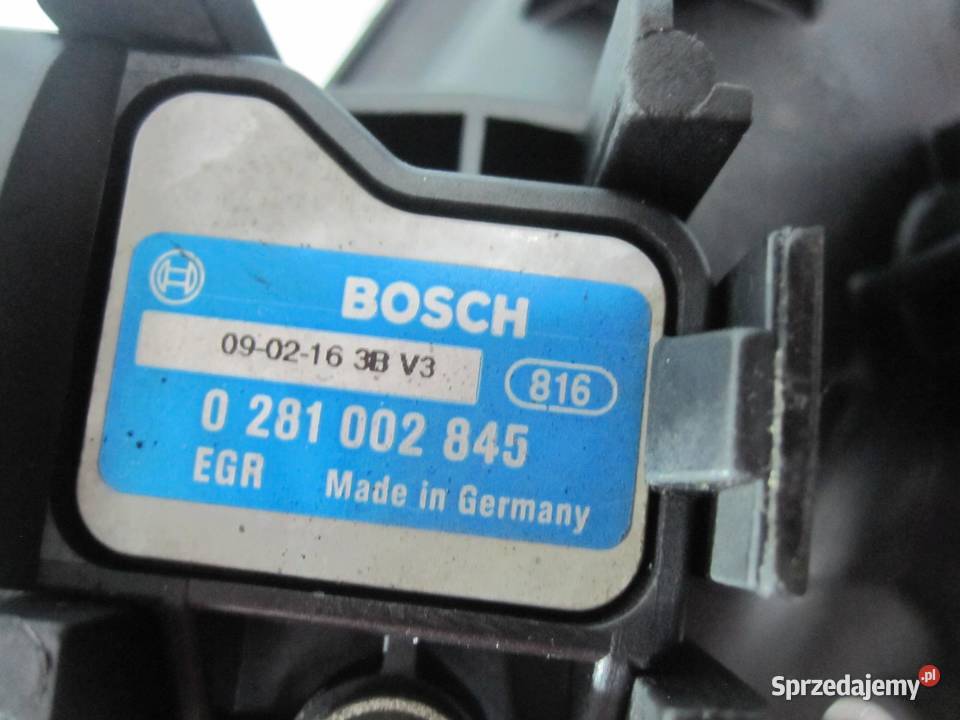 BOSCH
09-02-16 3B V3
816
0 281 002 845
EGR Made in Germany
Sprzedajemy.pl